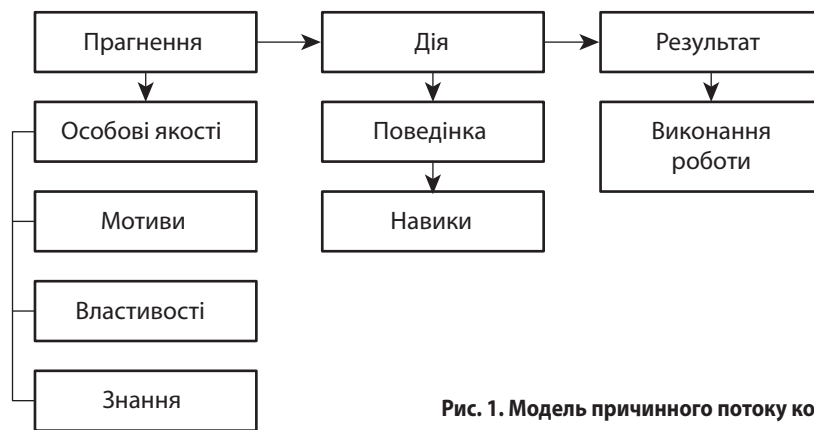 Прагнення
Дія
Результат
Особові якості
Поведінка
Виконання
роботи
Мотиви
Навики
Властивості
Знання
Рис. 1. Модель причинного потоку ко